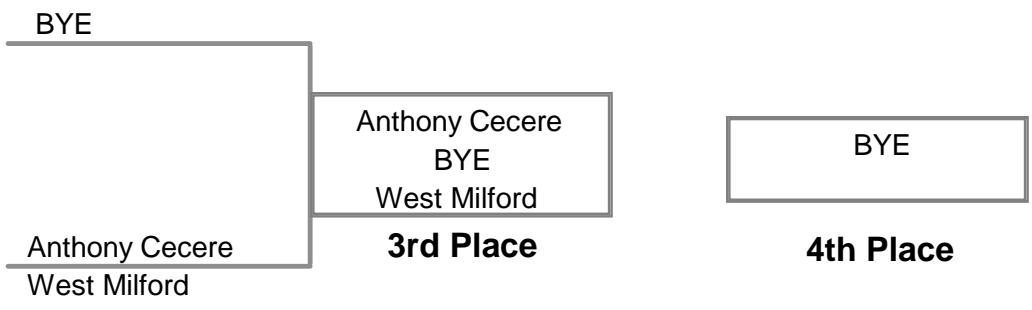 BYE
Anthony Cecere
BYE
West Milford
3rd Place
Anthony Cecere
West Milford
BYE
4th Place